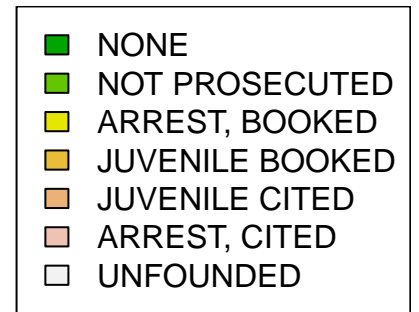 NONE
NOT PROSECUTED
ARREST, BOOKED
JUVENILE BOOKED
JUVENILE CITED
ARREST, CITED
UNFOUNDED